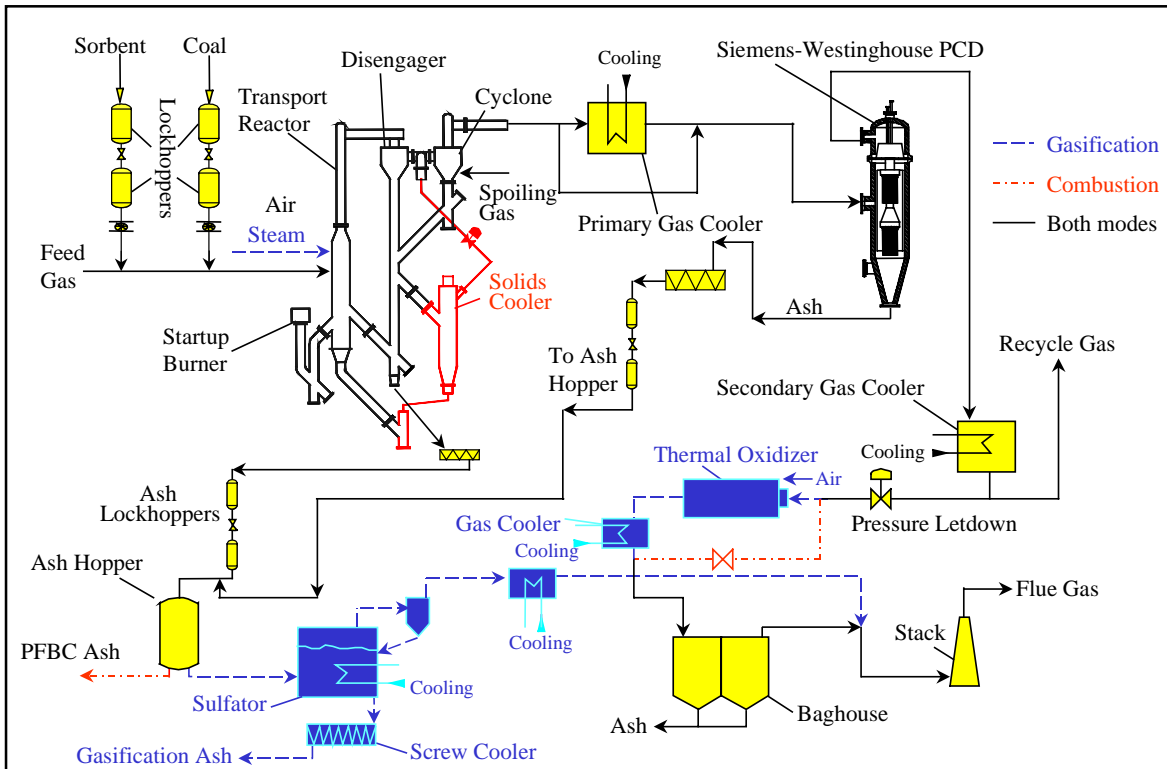 Sorbent
Coal
Lockhoppers
Transport
Reactor
Disengager
Cyclone
Cooling
Siemens-Westinghouse PCD
Gasification
Combustion
Both modes
Spoiling
Gas
Primary Gas Cooler
Air
Steam
Feed
Gas
Solids
Cooler
Startup
Burner
Ash
To Ash
Hopper
Recycle Gas
Secondary Gas Cooler
Cooling
Thermal Oxidizer
Air
Pressure Letdown
Gas Cooler
Cooling
Ash
Lockhoppers
Ash Hopper
PFBC Ash
Sulfator
Cooling
Cooling
Flue Gas
Stack
Baghouse
Ash
Screw Cooler
Gasification Ash